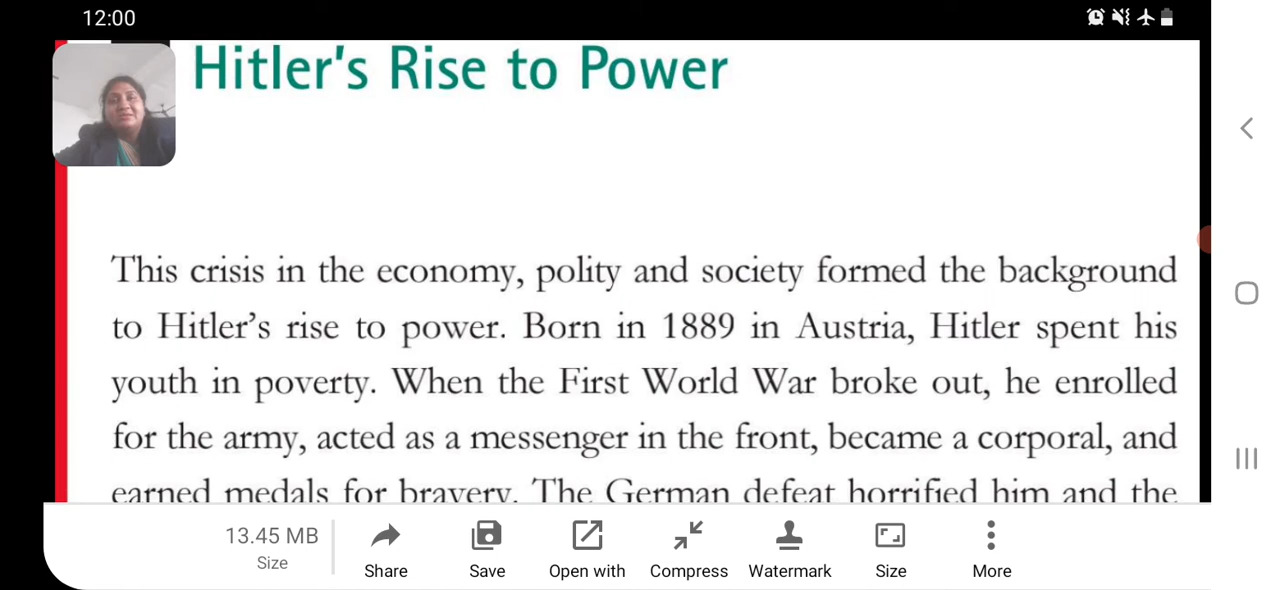 12:00
Hitler's Rise to Power
This crisis in the economy, polity and society formed the background
to Hitler's rise to power. Born in 1889 in Austria, Hitler spent his
youth in poverty. When the First World War broke out, he enrolled
for the army, acted as a messenger in the front, became a corporal, and
earned medals for bravery. The German defeat horrified him and the
13.45 MB
Size
Share
Save
Open with
Compress
Watermark
Size
More